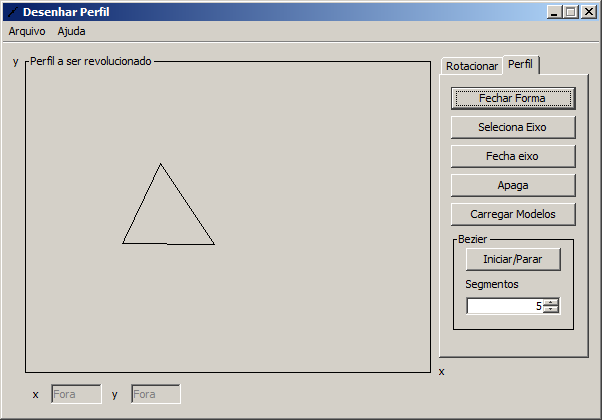 Desenhar Perfil
Arquivo Ajuda
y Perfil a ser revolucionado
Rotacionar Perfil
Fechar Forma
Seleciona Eixo
Fecha eixo
Apaga
Carregar Modelos
Bezier
Iniciar/Parar
Segmentos
5
x
x Fora y Fora